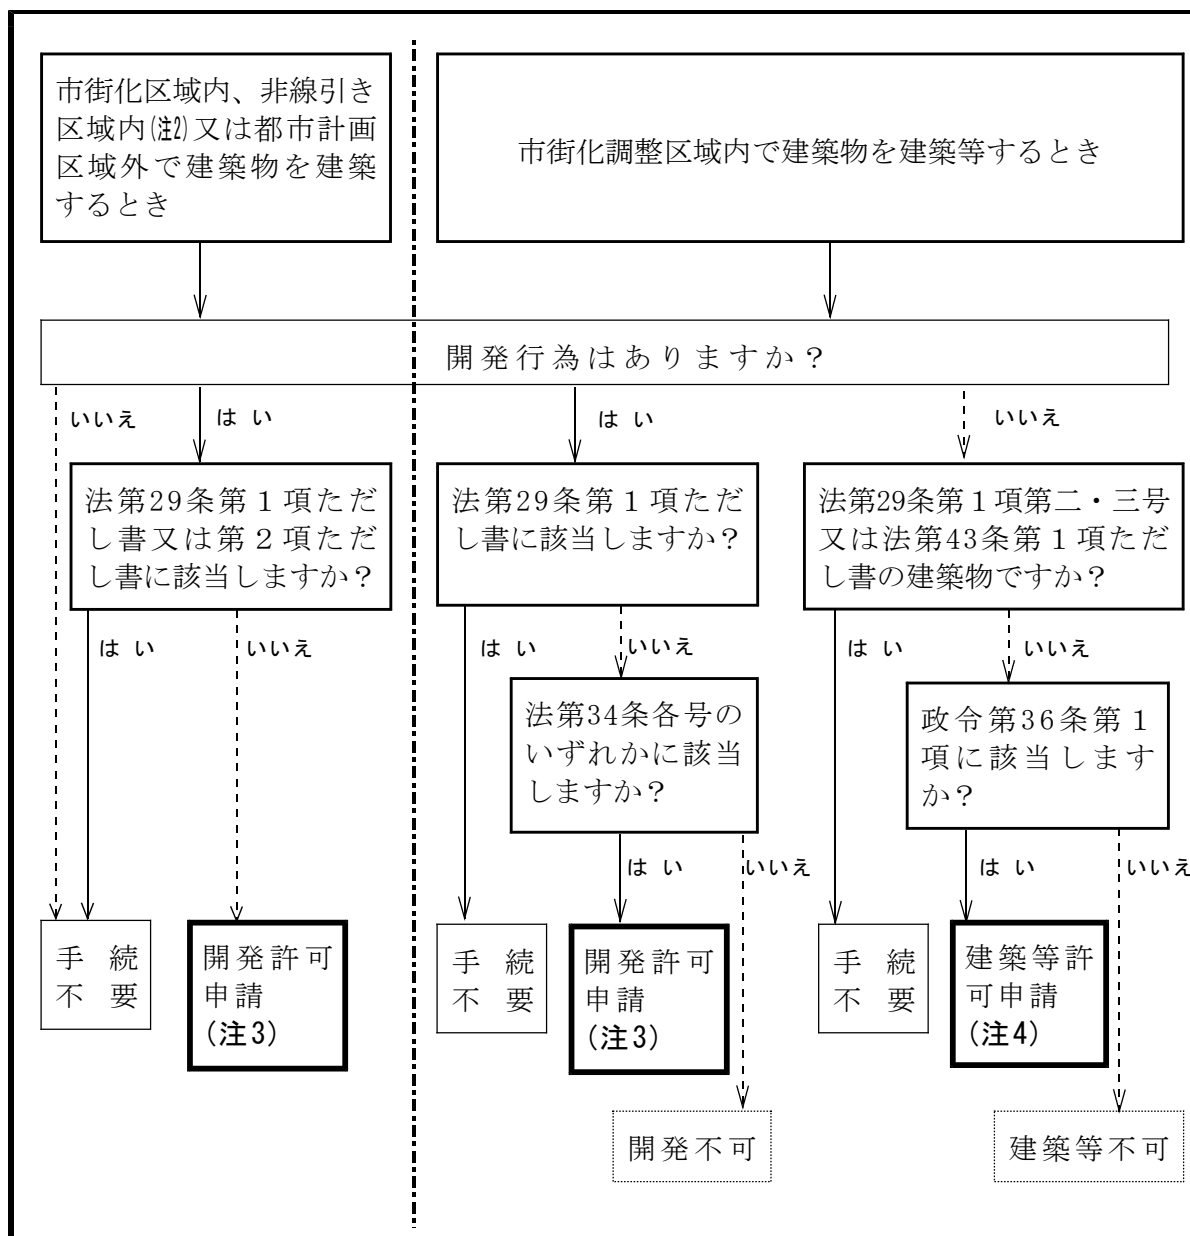 市街化区域内、非線引き
区域内(注2)又は都市計画
区域外で建築物を建築
するとき
市街化調整区域内で建築物を建築等するとき
開発行為はありますか？
いいえ
はい
はい
いいえ
法第29条第１項ただ
し書又は第２項ただ
し書に該当しますか？
法第29条第１項ただ
し書に該当しますか？
法第29条第１項第二・三号
又は法第43条第１項ただ
し書の建築物ですか？
はい
いいえ
はい
いいえ
はい
いいえ
法第34条各号の
いずれかに該当
しますか？
政令第36条第１
項に該当します
か？
はい
いいえ
はい
いいえ
手続
不要
開発許可
申請
(注3)
手続
不要
開発許可
申請
(注3)
手続
不要
建築等許
可申請
(注4)
開発不可
建築等不可